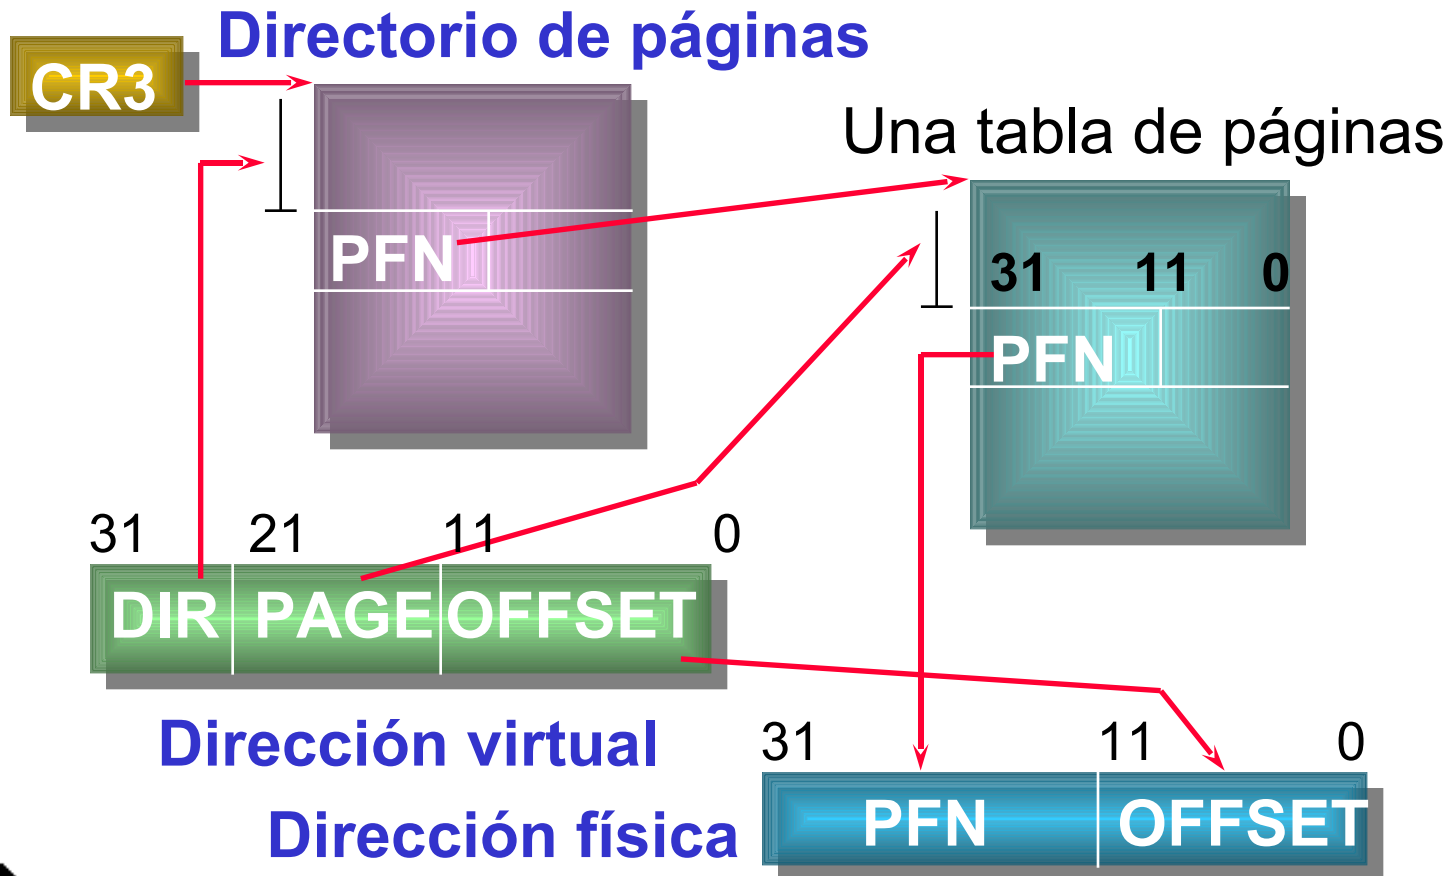 Directorio de páginas
CR3
Una tabla de páginas
PFN
31 11 0
PFN
31 21 11 0
DIR PAGE OFFSET
Dirección virtual
31 11 0
PFN OFFSET
Dirección física